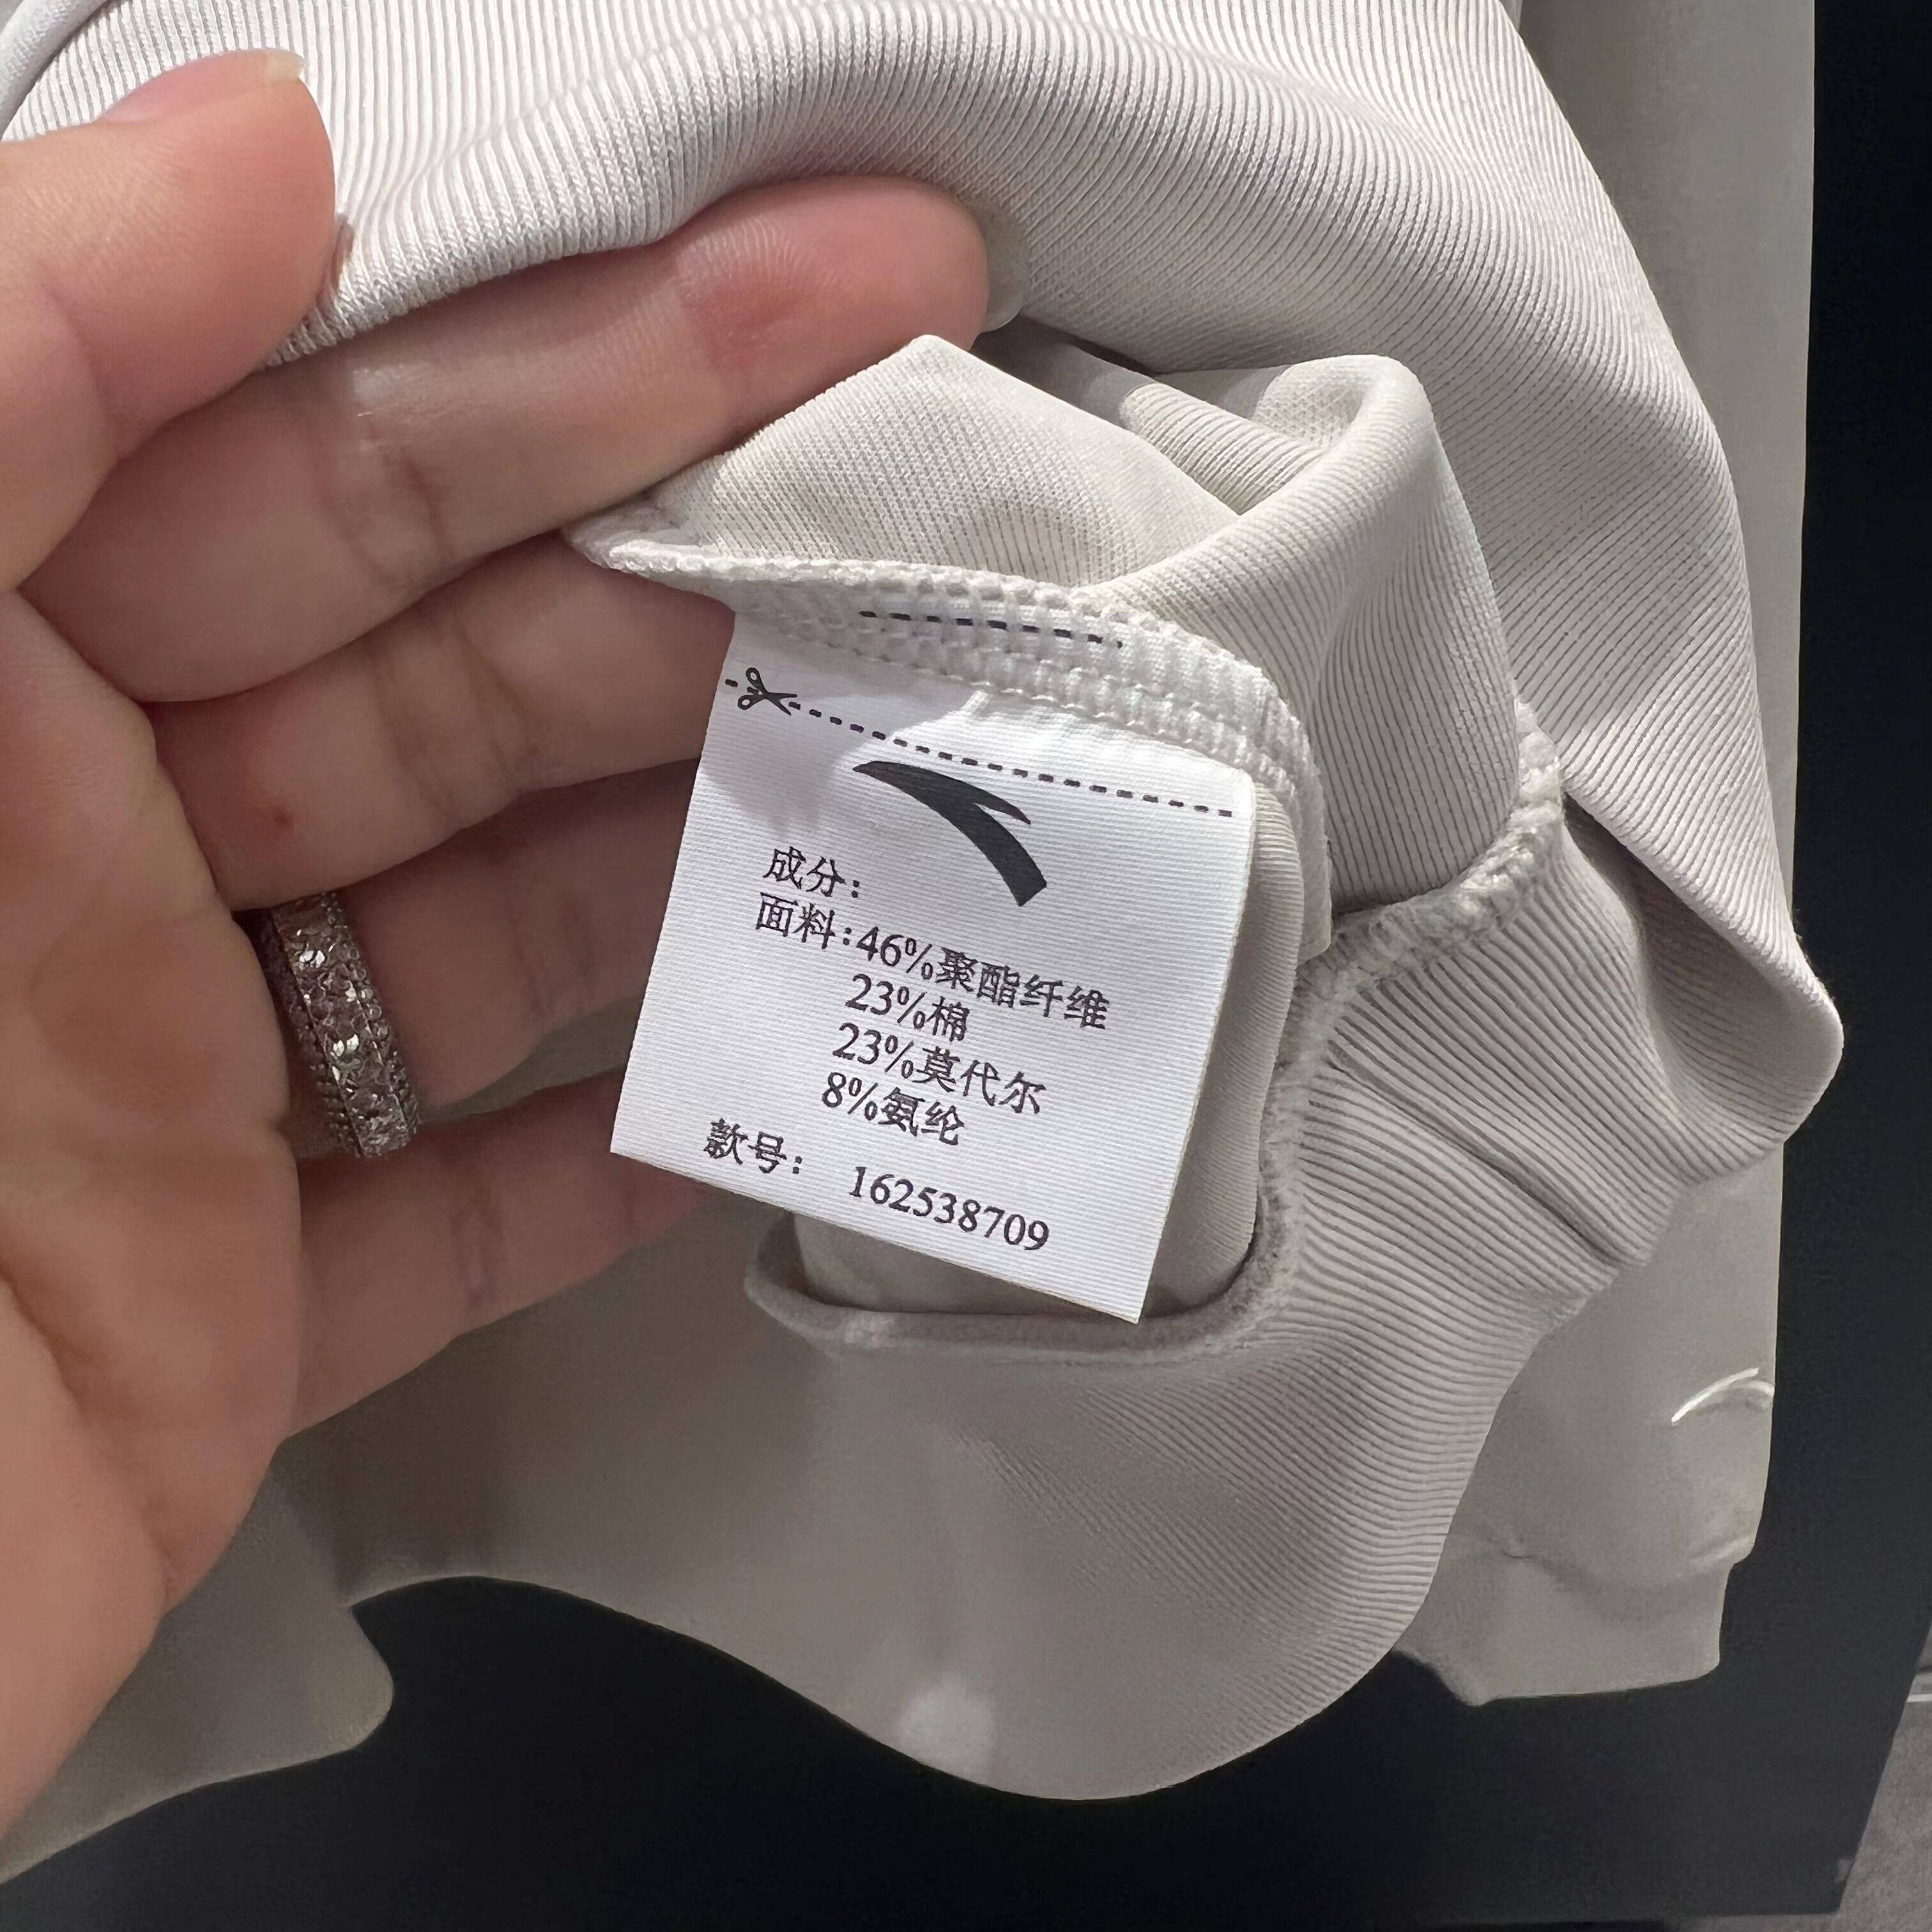 成分：
面料：46%聚酯纤维
23%棉
23%莫代尔
8%氨纶
款号： 162538709